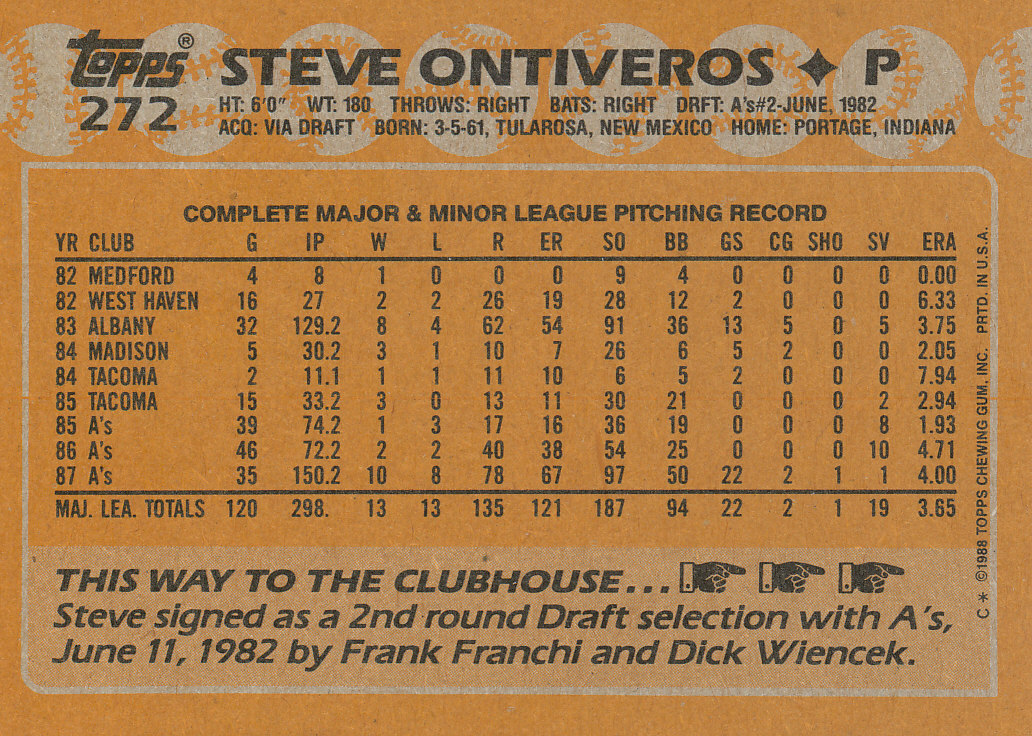 topps®
STEVE ONTIVEROS ✦ P
272
HT: 6'0" WT: 180 THROWS: RIGHT BATS: RIGHT DRFT: A's#2-JUNE, 1982
ACQ: VIA DRAFT BORN: 3-5-61, TULAROSA, NEW MEXICO HOME: PORTAGE, INDIANA
COMPLETE MAJOR & MINOR LEAGUE PITCHING RECORD
YR CLUB G IP W L R ER SO BB GS CG SHO SV ERA
82 MEDFORD 4 8 1 0 0 0 9 4 0 0 0 0 0.00
82 WEST HAVEN 16 27 2 2 26 19 28 12 2 0 0 0 6.33
83 ALBANY 32 129.2 8 4 62 54 91 36 13 5 0 5 3.75
84 MADISON 5 30.2 3 1 10 7 26 6 5 2 0 0 2.05
84 TACOMA 2 11.1 1 1 11 10 6 5 2 0 0 0 7.94
85 TACOMA 15 33.2 3 0 13 11 30 21 0 0 0 2 2.94
85 A's 39 74.2 1 3 17 16 36 19 0 0 0 8 1.93
86 A's 46 72.2 2 2 40 38 54 25 0 0 0 10 4.71
87 A's 35 150.2 10 8 78 67 97 50 22 2 1 1 4.00
MAJ. LEA. TOTALS 120 298. 13 13 135 121 187 94 22 2 1 19 3.65
THIS WAY TO THE CLUBHOUSE...
Steve signed as a 2nd round Draft selection with A's,
June 11, 1982 by Frank Franchi and Dick Wiencek.
C * ©1988 TOPPS CHEWING GUM, INC. PRTD. IN U.S.A.